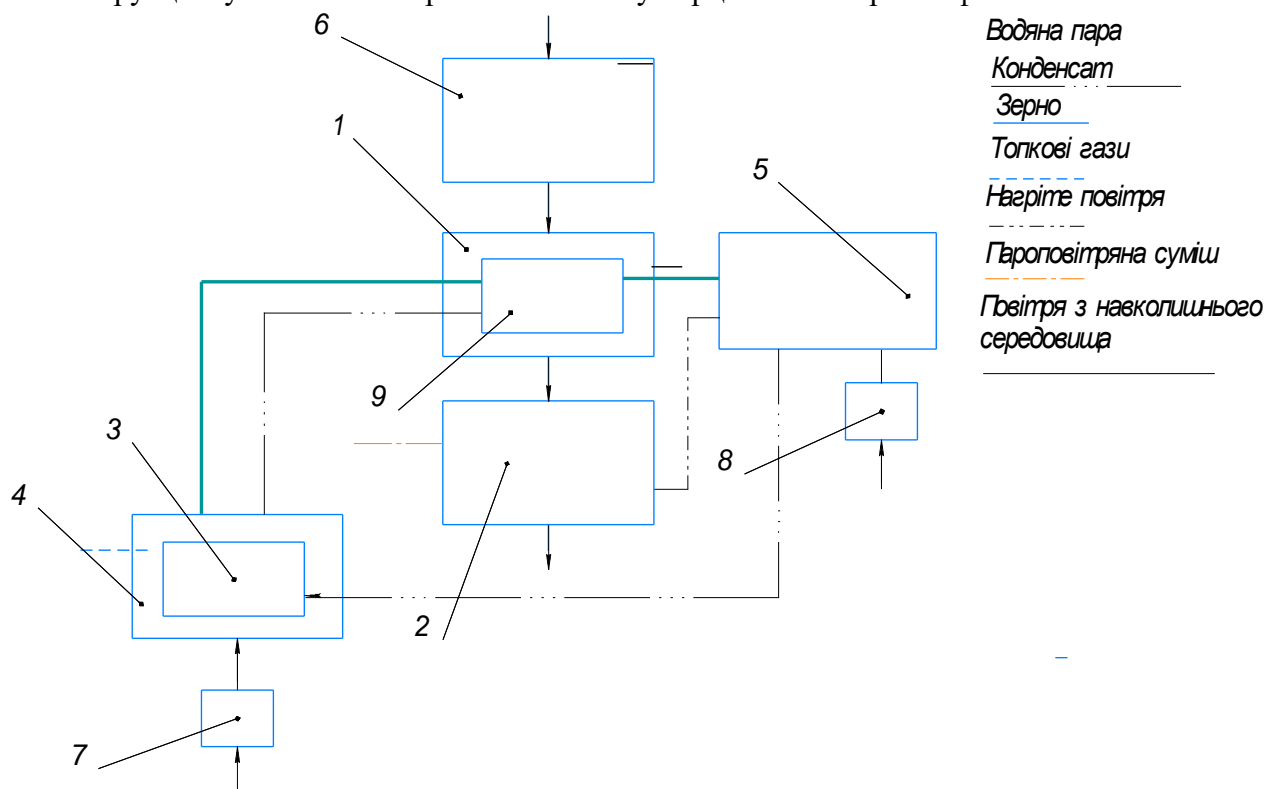 6
Водяна пара
Конденсат
Зерно
1
Топкові гази
5
Нагріте повітря
Пароповітряна суміш
Повітря з навколишнього
середовища
9
3
8
4
2
7